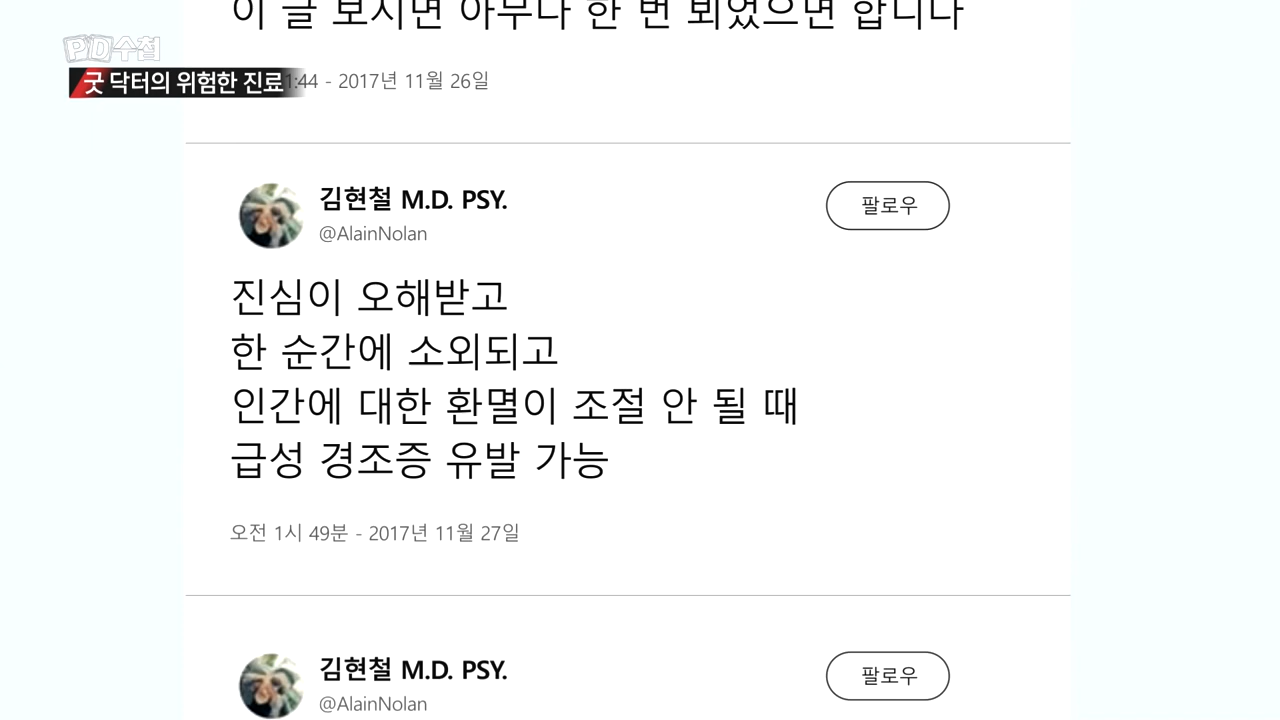 이 글 보시면 아무나 한 번 뵈었으면 합니다
PD수첩
굿 닥터의 위험한 진료
1:44 - 2017년 11월 26일
김현철 M.D. PSY.
@AlainNolan
팔로우
진심이 오해받고
한 순간에 소외되고
인간에 대한 환멸이 조절 안 될 때
급성 경조증 유발 가능
오전 1시 49분 - 2017년 11월 27일
김현철 M.D. PSY.
@AlainNolan
팔로우